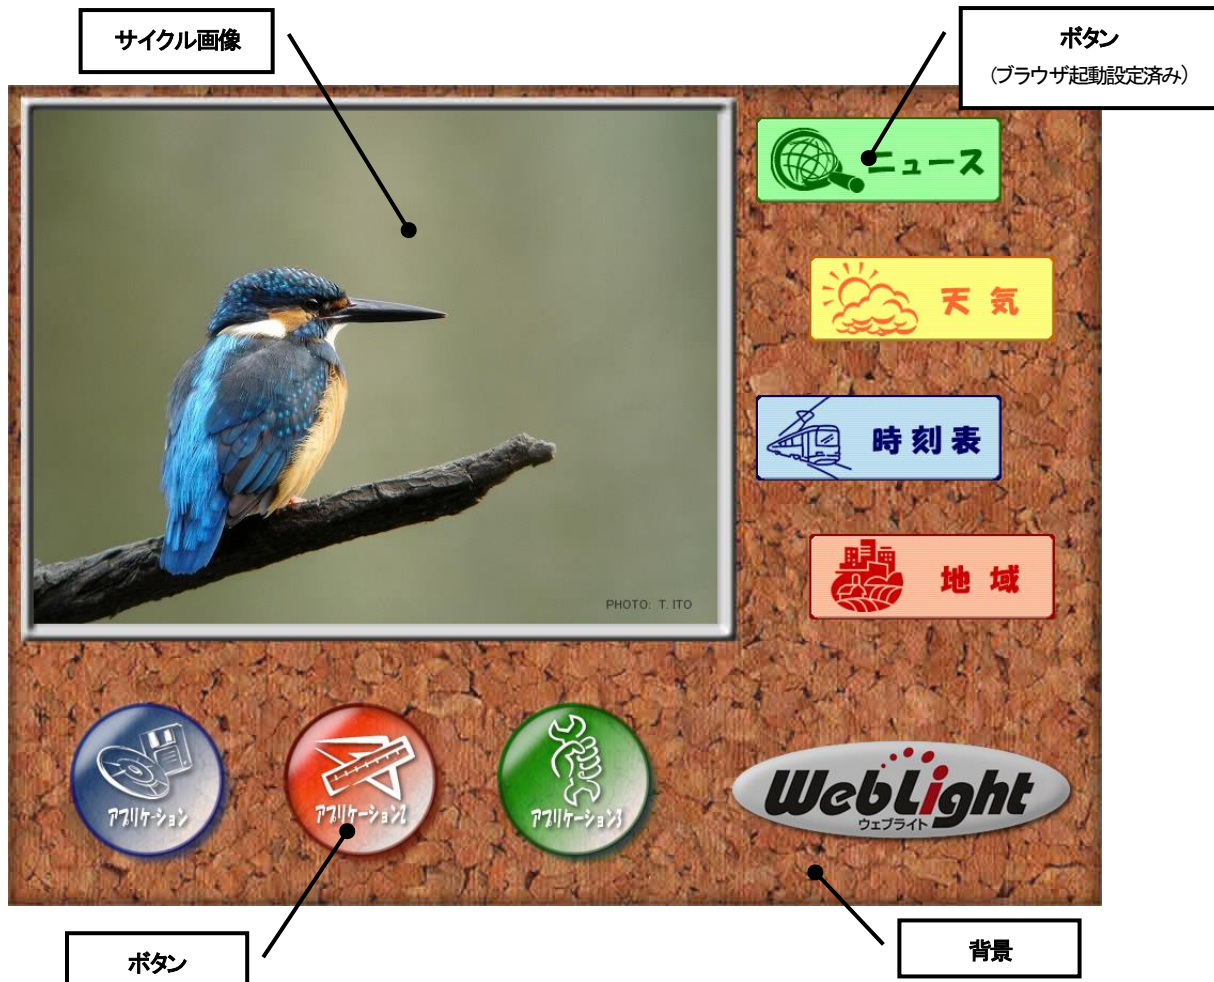 サイクル画像
ボタン
(ブラウザ起動設定済み)
ニュース
天気
時刻表
地域
PHOTO: T. ITO
アプリケーション
アプリケーション2
アプリケーション3
WebLight
ウェブライト
ボタン
背景